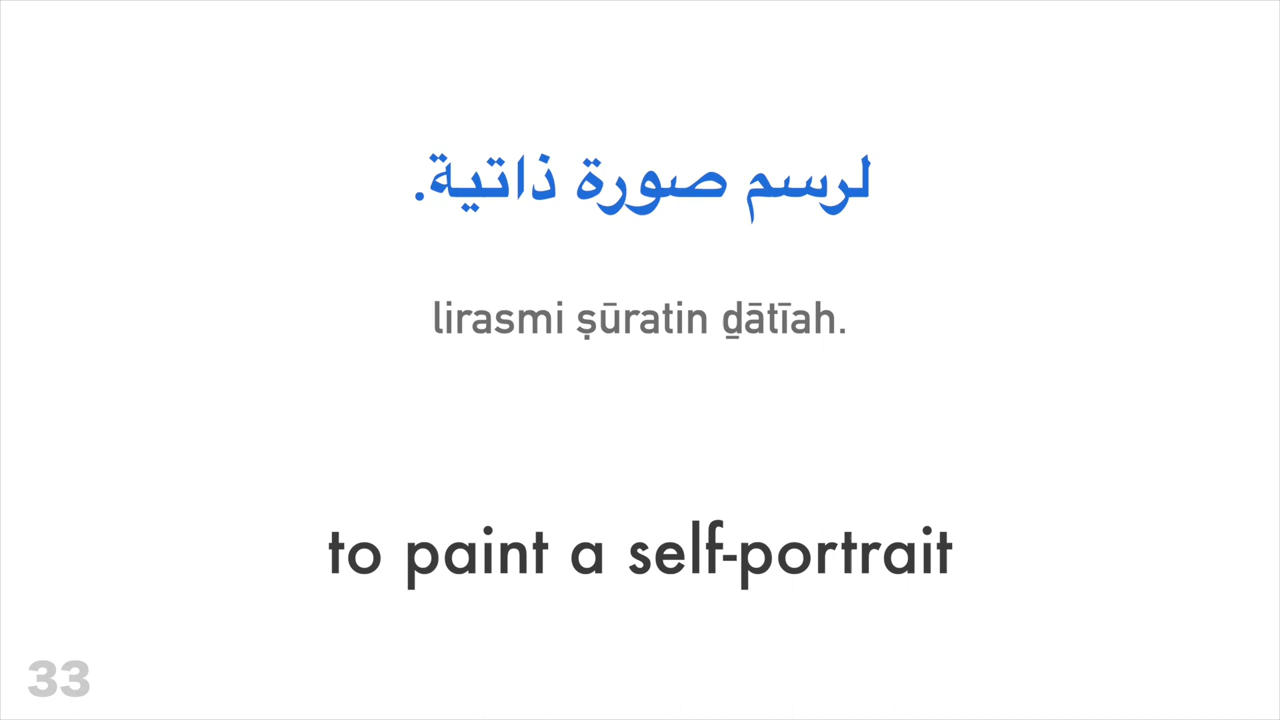 لرسم صورة ذاتية.
lirasmi ṣūratin ḏātīah.
to paint a self-portrait
33